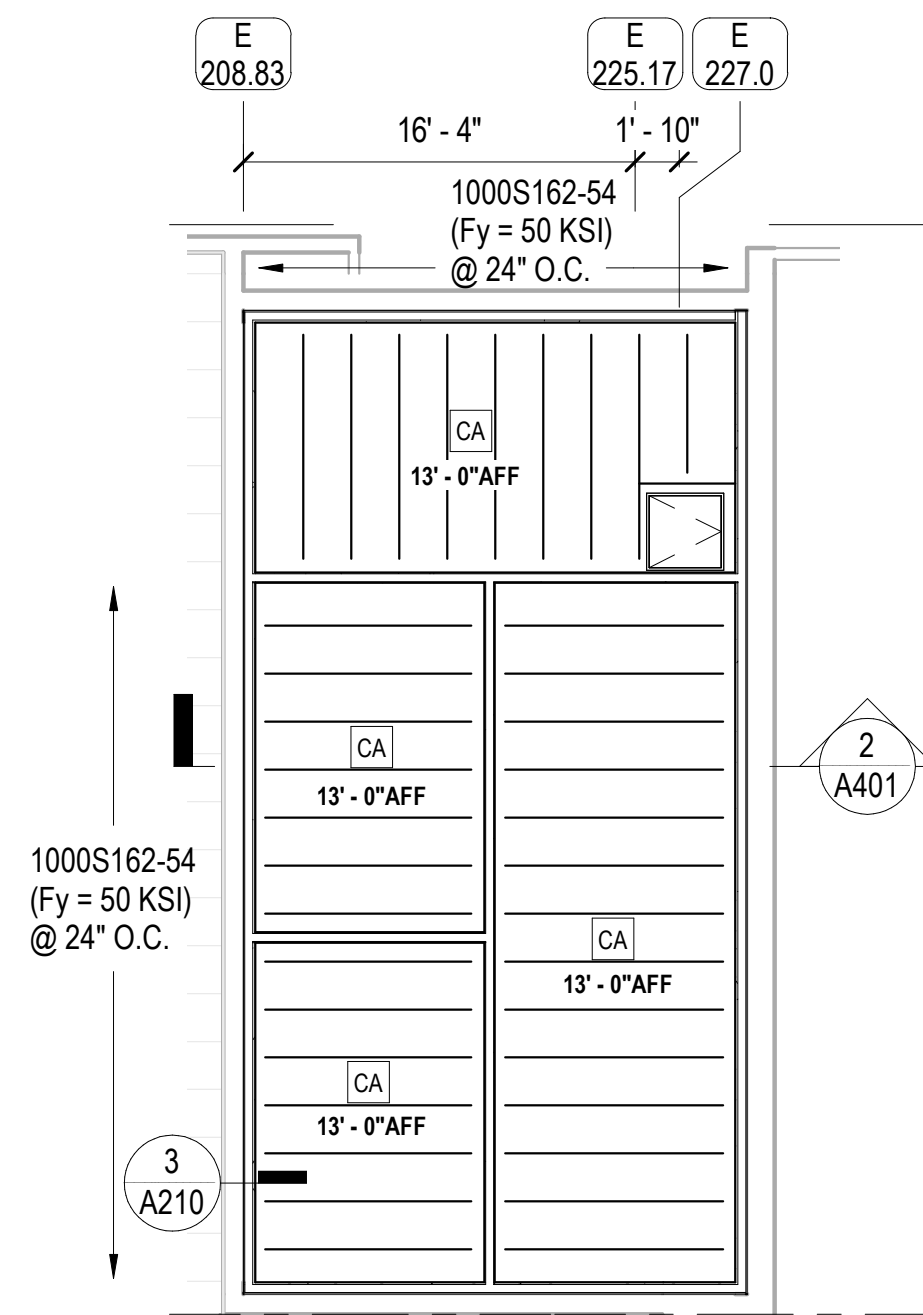 E
208.83
E
225.17
E
227.0
16' - 4"
1' - 10"
1000S162-54
(Fy = 50 KSI)
@ 24" O.C.
CA
13' - 0"AFF
CA
13' - 0"AFF
2
A401
1000S162-54
(Fy = 50 KSI)
@ 24" O.C.
CA
13' - 0"AFF
CA
13' - 0"AFF
3
A210